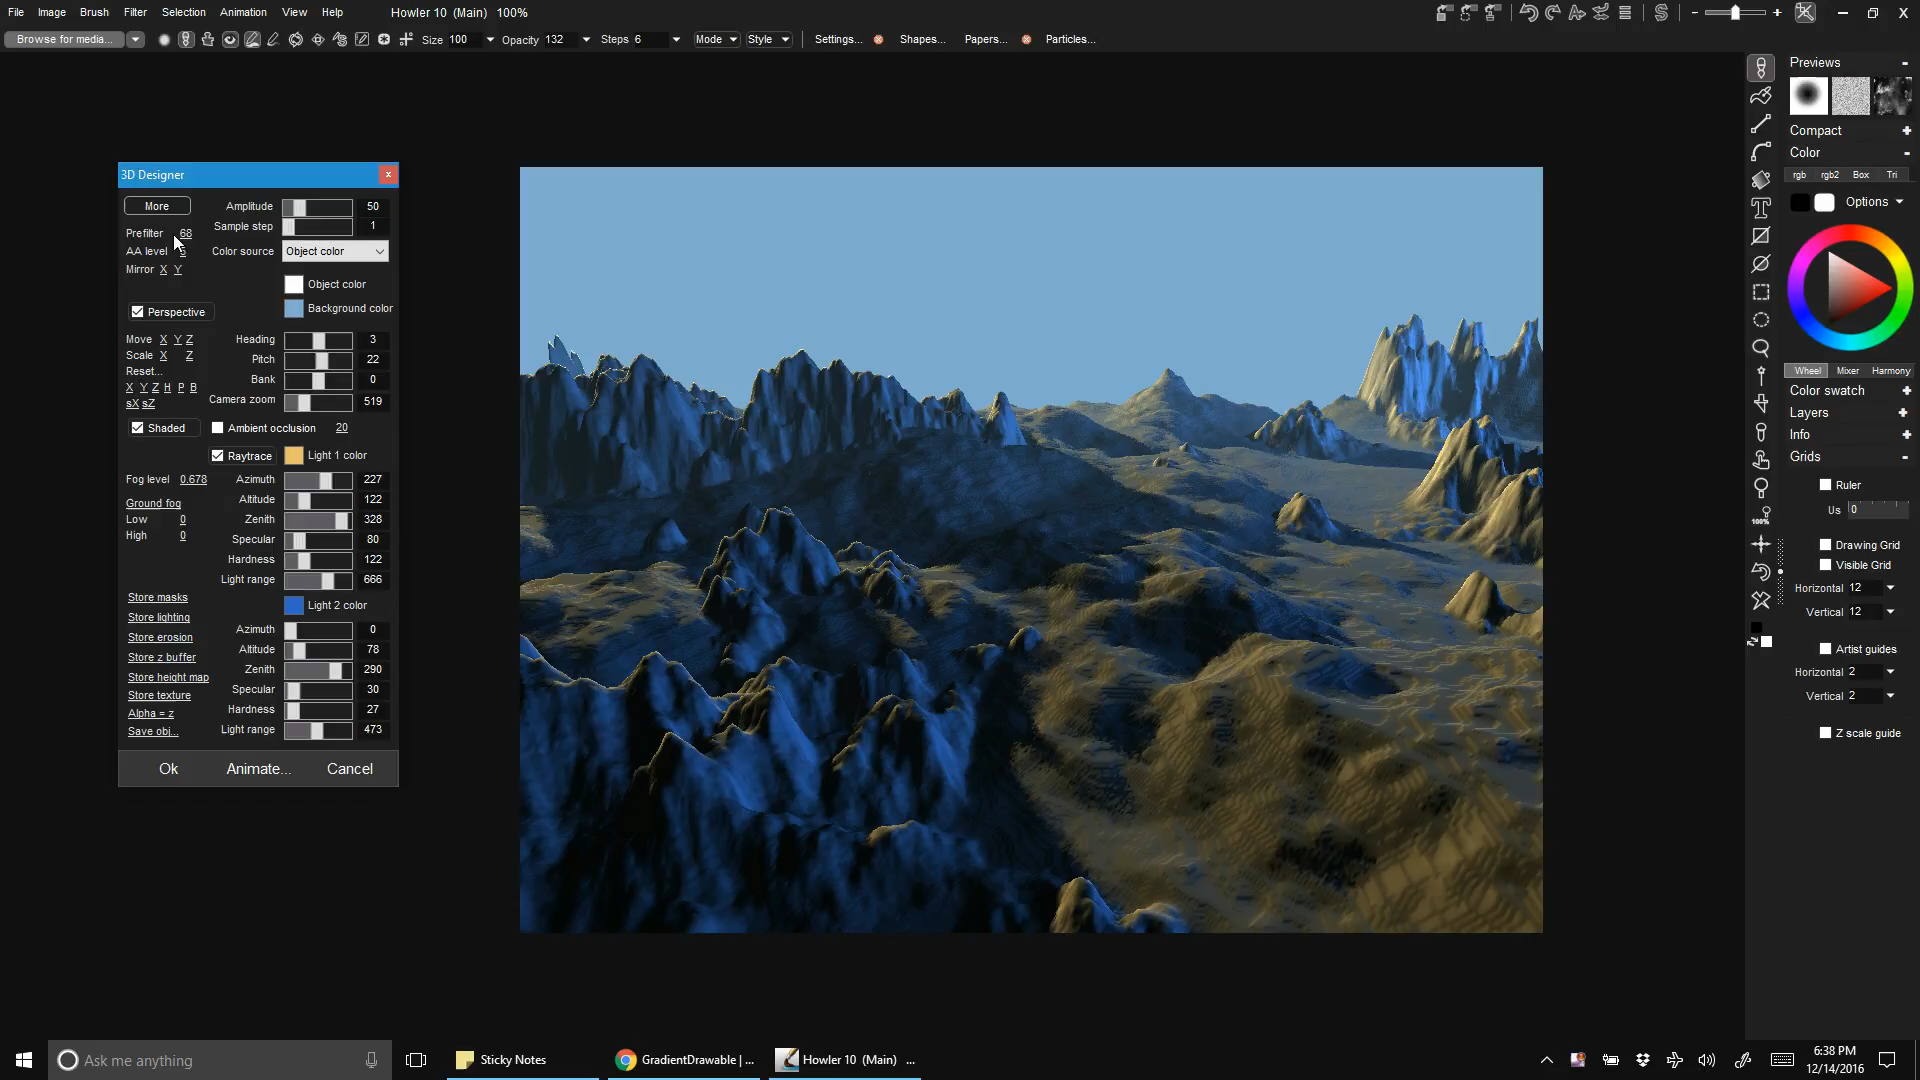 File Image Brush Filter Selection Animation View Help Howler 10 (Main) 100%
Browse for media... Size 100 Opacity 132 Steps 6 Mode Style Settings... Shapes... Papers... Particles...
3D Designer
More Amplitude 50
Sample step 1
Prefilter 68
AA level 5 Color source Object color
Mirror X Y
Object color
Background color
Perspective
Move X Y Z Heading 3
Scale X Z Pitch 22
Reset...
X Y Z H P B Bank 0
sX sZ Camera zoom 519
Shaded Ambient occlusion 20
Raytrace Light 1 color
Fog level 0.678 Azimuth 227
Ground fog Altitude 122
Low 0 Zenith 328
High 0 Specular 80
Hardness 122
Light range 666
Store masks Light 2 color
Store lighting
Store erosion Azimuth 0
Store z buffer Altitude 78
Store height map Zenith 290
Store texture Specular 30
Alpha = z Hardness 27
Save obj... Light range 473
Ok Animate... Cancel
Previews -
Compact +
Color -
rgb rgb2 Box Tri
Options
Wheel Mixer Harmony
Color swatch +
Layers +
Info +
Grids -
Ruler
Us 0
Drawing Grid
Visible Grid
Horizontal 12
Vertical 12
Artist guides
Horizontal 2
Vertical 2
Z scale guide
100%
Ask me anything Sticky Notes GradientDrawable | ... Howler 10 (Main) ... 6:38 PM
12/14/2016